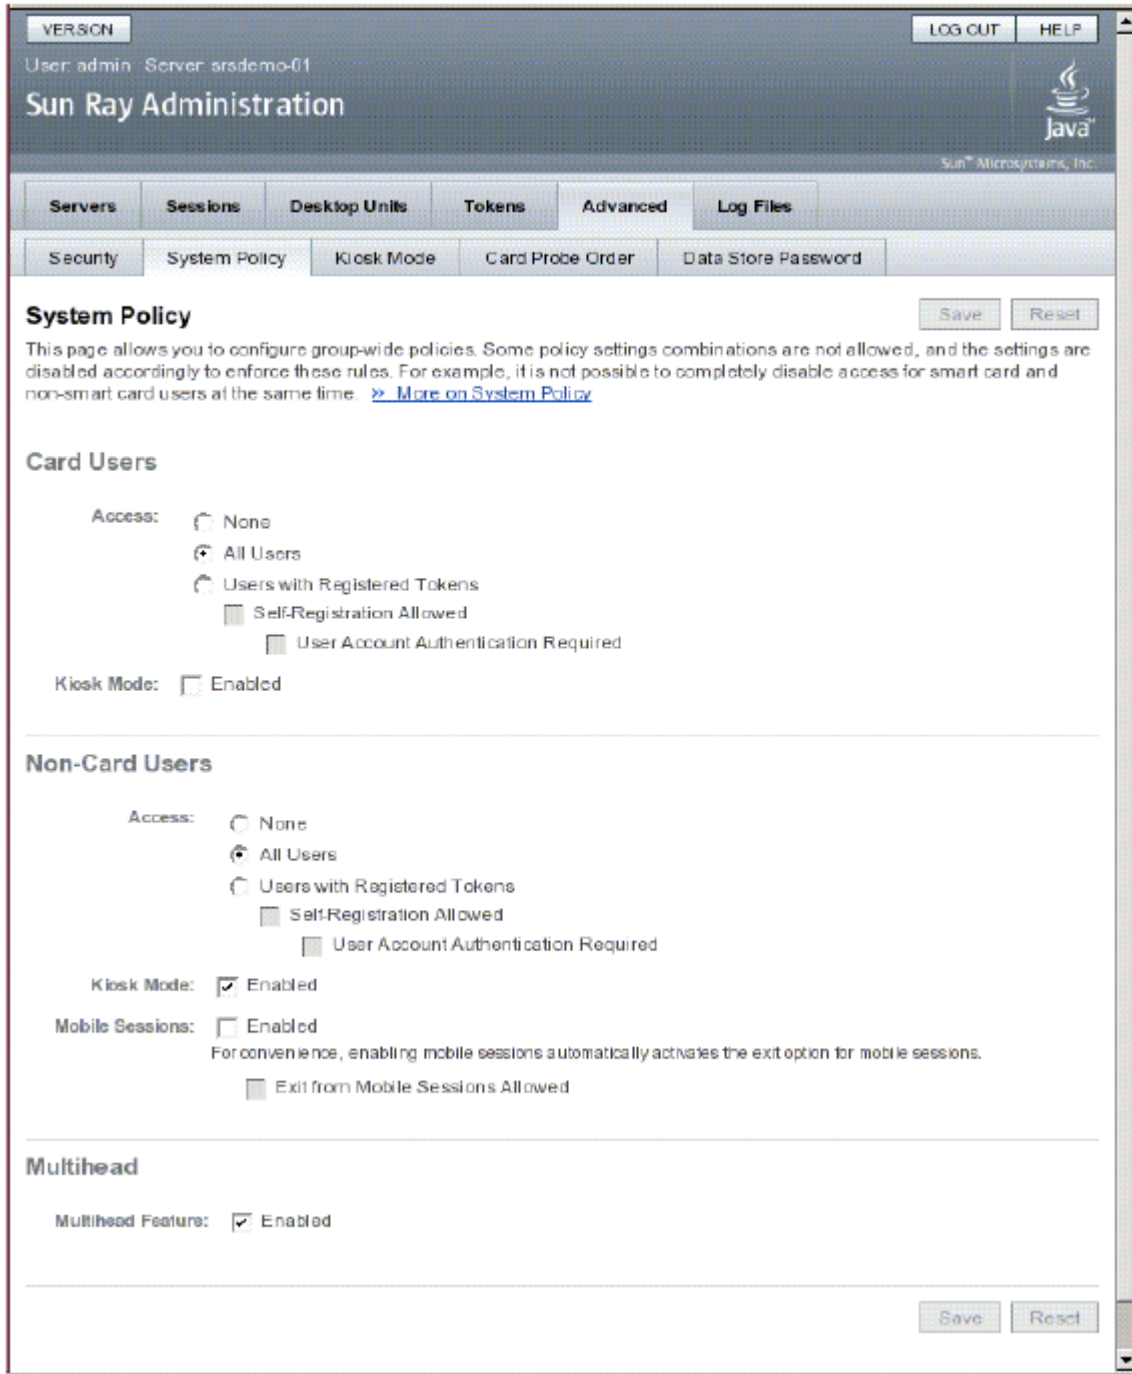 VERSION
LOG OUT
HELP
User: admin Server: srsdemo-01
Sun Ray Administration
Java™
Sun™ Microsystems, Inc.
Servers
Sessions
Desktop Units
Tokens
Advanced
Log Files
Security
System Policy
Kiosk Mode
Card Probe Order
Data Store Password
System Policy
Save
Reset
This page allows you to configure group-wide policies. Some policy settings combinations are not allowed, and the settings are
disabled accordingly to enforce these rules. For example, it is not possible to completely disable access for smart card and
non-smart card users at the same time. » More on System Policy
Card Users
Access:
None
All Users
Users with Registered Tokens
Self-Registration Allowed
User Account Authentication Required
Kiosk Mode: Enabled
Non-Card Users
Access:
None
All Users
Users with Registered Tokens
Self-Registration Allowed
User Account Authentication Required
Kiosk Mode: Enabled
Mobile Sessions: Enabled
For convenience, enabling mobile sessions automatically activates the exit option for mobile sessions.
Exit from Mobile Sessions Allowed
Multihead
Multihead Feature: Enabled
Save
Reset